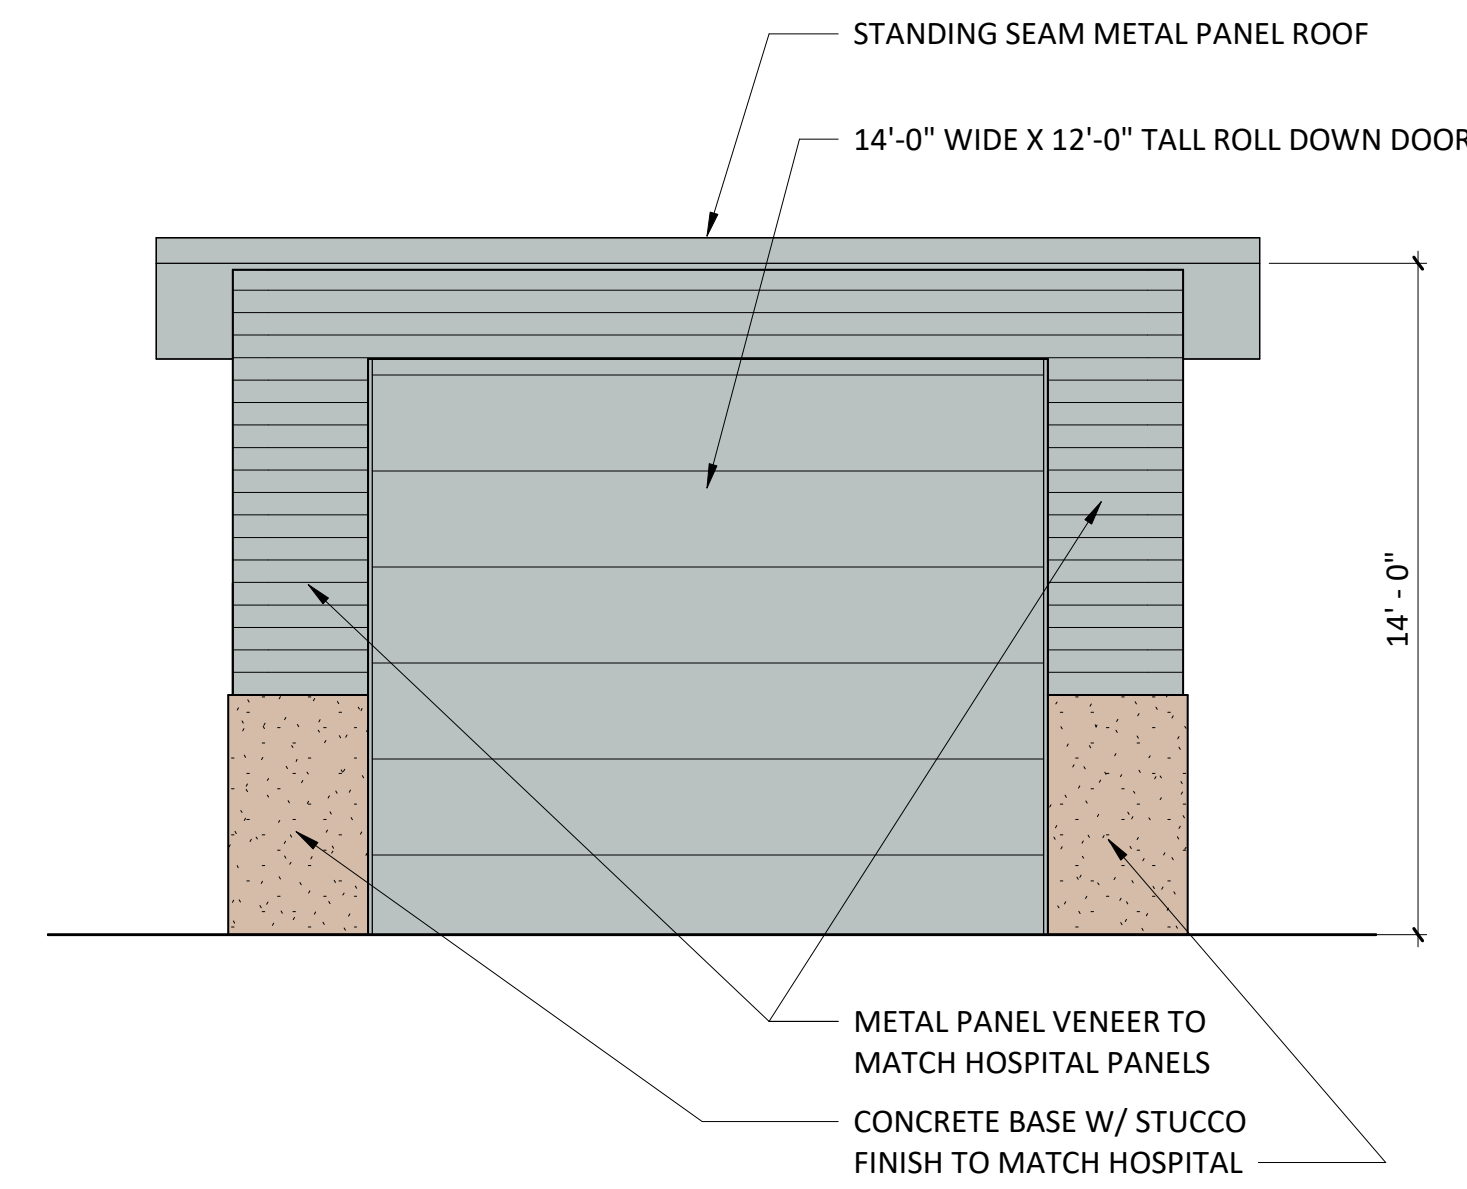 STANDING SEAM METAL PANEL ROOF
14'-0" WIDE X 12'-0" TALL ROLL DOWN DOOR
14' - 0"
METAL PANEL VENEER TO
MATCH HOSPITAL PANELS
CONCRETE BASE W/ STUCCO
FINISH TO MATCH HOSPITAL